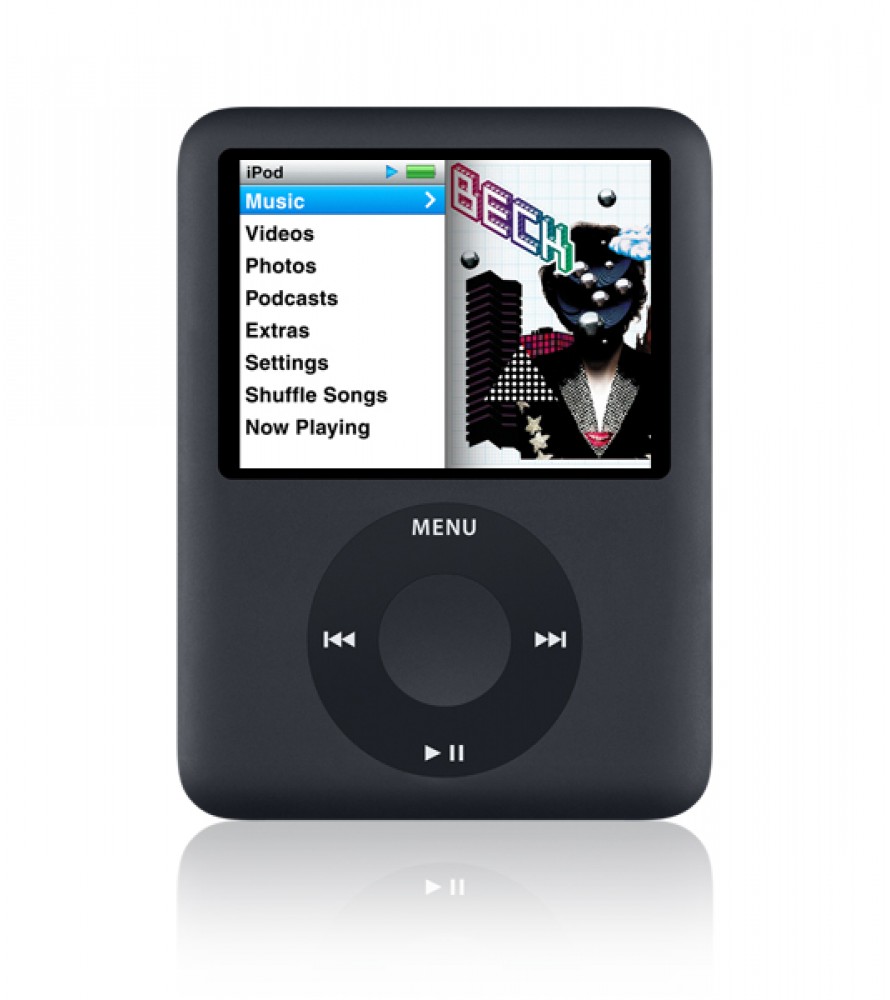 iPod
Music
Videos
Photos
Podcasts
Extras
Settings
Shuffle Songs
Now Playing
BECK
MENU